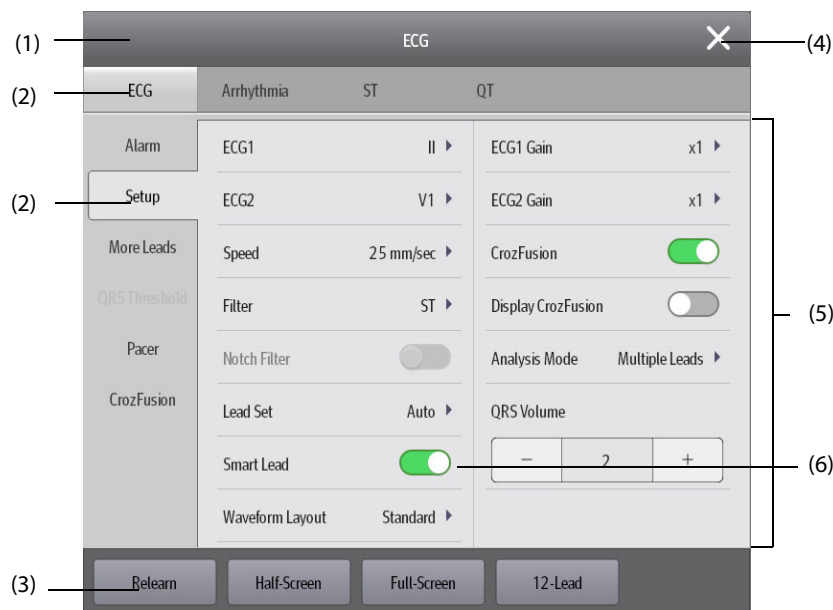 (1) ECG (4)
(2) ECG Arrhythmia ST QT
Alarm ECG1 II ECG1 Gain x1
(2) Setup ECG2 V1 ECG2 Gain x1
More Leads Speed 25 mm/sec CrozFusion
QRS Threshold Filter ST Display CrozFusion (5)
Pacer Notch Filter Analysis Mode Multiple Leads
CrozFusion Lead Set Auto QRS Volume
Smart Lead − 2 + (6)
Waveform Layout Standard
(3) Relearn Half-Screen Full-Screen 12-Lead